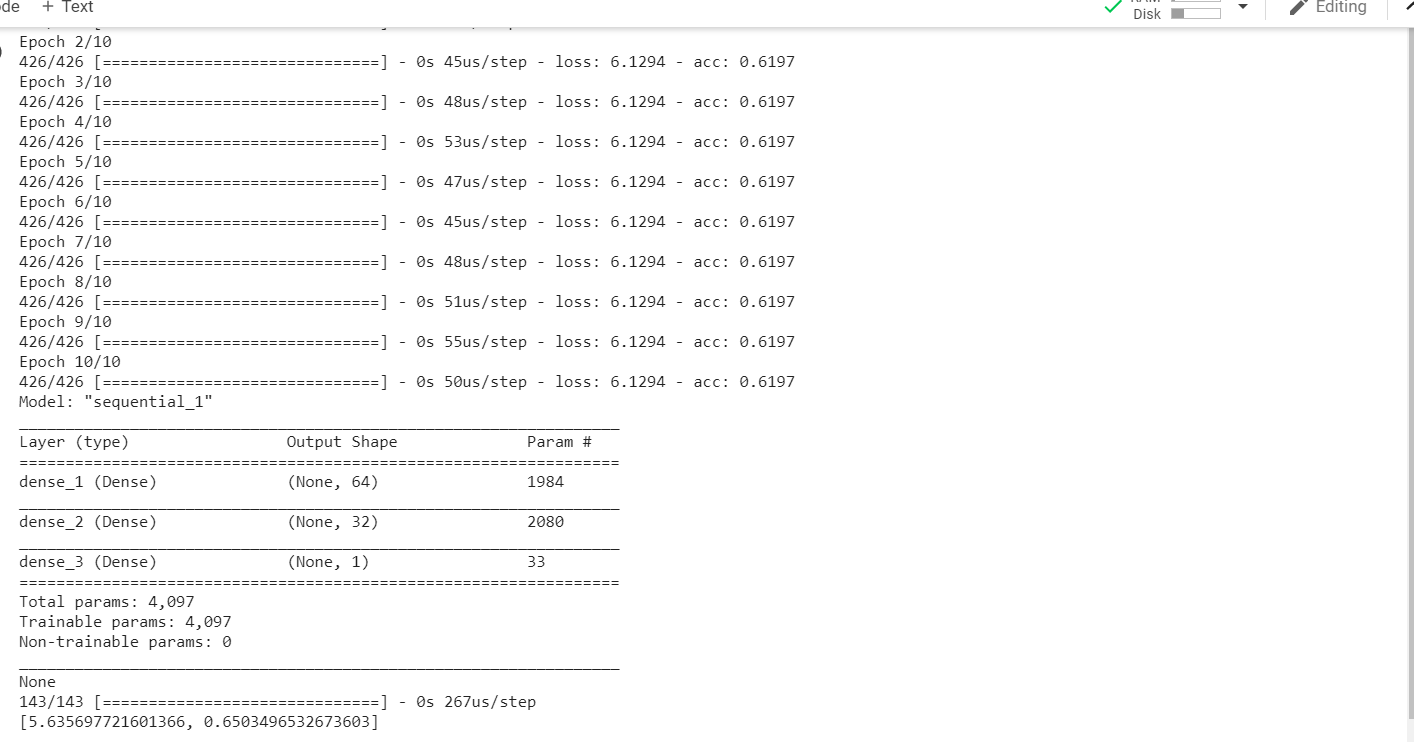 + Text
Disk
Editing
Epoch 2/10
426/426 [==============================] - 0s 45us/step - loss: 6.1294 - acc: 0.6197
Epoch 3/10
426/426 [==============================] - 0s 48us/step - loss: 6.1294 - acc: 0.6197
Epoch 4/10
426/426 [==============================] - 0s 53us/step - loss: 6.1294 - acc: 0.6197
Epoch 5/10
426/426 [==============================] - 0s 47us/step - loss: 6.1294 - acc: 0.6197
Epoch 6/10
426/426 [==============================] - 0s 45us/step - loss: 6.1294 - acc: 0.6197
Epoch 7/10
426/426 [==============================] - 0s 48us/step - loss: 6.1294 - acc: 0.6197
Epoch 8/10
426/426 [==============================] - 0s 51us/step - loss: 6.1294 - acc: 0.6197
Epoch 9/10
426/426 [==============================] - 0s 55us/step - loss: 6.1294 - acc: 0.6197
Epoch 10/10
426/426 [==============================] - 0s 50us/step - loss: 6.1294 - acc: 0.6197
Model: "sequential_1"
_________________________________________________________________
Layer (type)                 Output Shape              Param #
=================================================================
dense_1 (Dense)              (None, 64)                1984
_________________________________________________________________
dense_2 (Dense)              (None, 32)                2080
_________________________________________________________________
dense_3 (Dense)              (None, 1)                 33
=================================================================
Total params: 4,097
Trainable params: 4,097
Non-trainable params: 0
_________________________________________________________________
None
143/143 [==============================] - 0s 267us/step
[5.635697721601366, 0.6503496532673603]